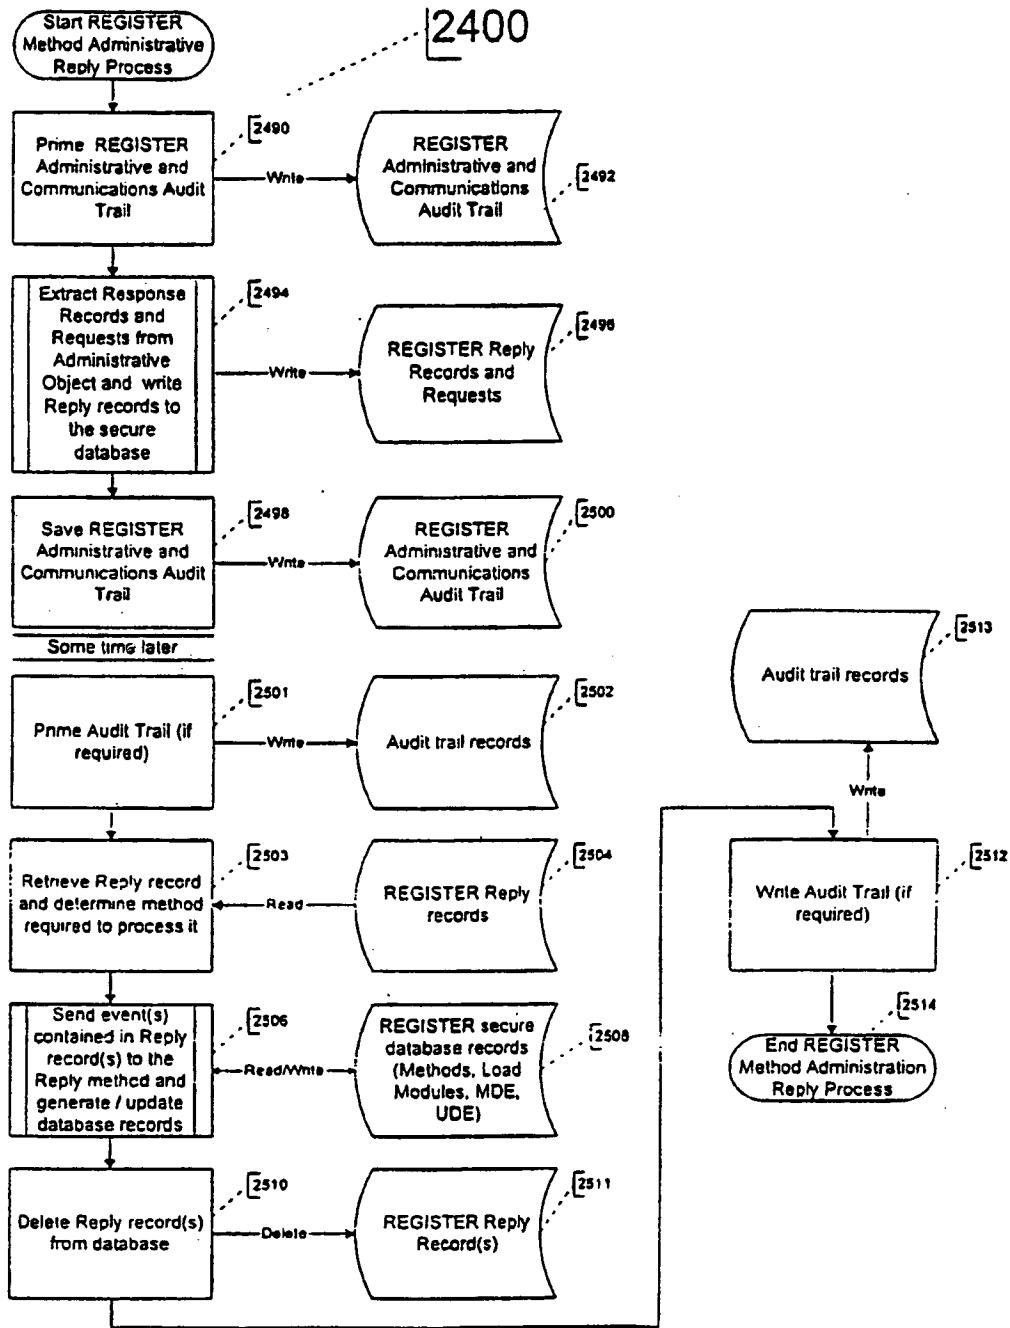 Start REGISTER
Method Administrative
Reply Process
2400
Prime REGISTER
Administrative and
Communications Audit
Trail
2490
Write
REGISTER
Administrative and
Communications
Audit Trail
2492
Extract Response
Records and
Requests from
Administrative
Object and write
Reply records to
the secure
database
2494
Write
REGISTER Reply
Records and
Requests
2496
Save REGISTER
Administrative and
Communications Audit
Trail
2498
Write
REGISTER
Administrative and
Communications
Audit Trail
2500
Some time later
Prime Audit Trail (if
required)
2501
Write
Audit trail records
2502
Retrieve Reply record
and determine method
required to process it
2503
Read
REGISTER Reply
records
2504
Send event(s)
contained in Reply
record(s) to the
Reply method and
generate / update
database records
2506
Read/Write
REGISTER secure
database records
(Methods, Load
Modules, MDE,
UDE)
2508
Delete Reply record(s)
from database
2510
Delete
REGISTER Reply
Record(s)
2511
Audit trail records
2513
Write
Write Audit Trail (if
required)
2512
2514
End REGISTER
Method Administration
Reply Process